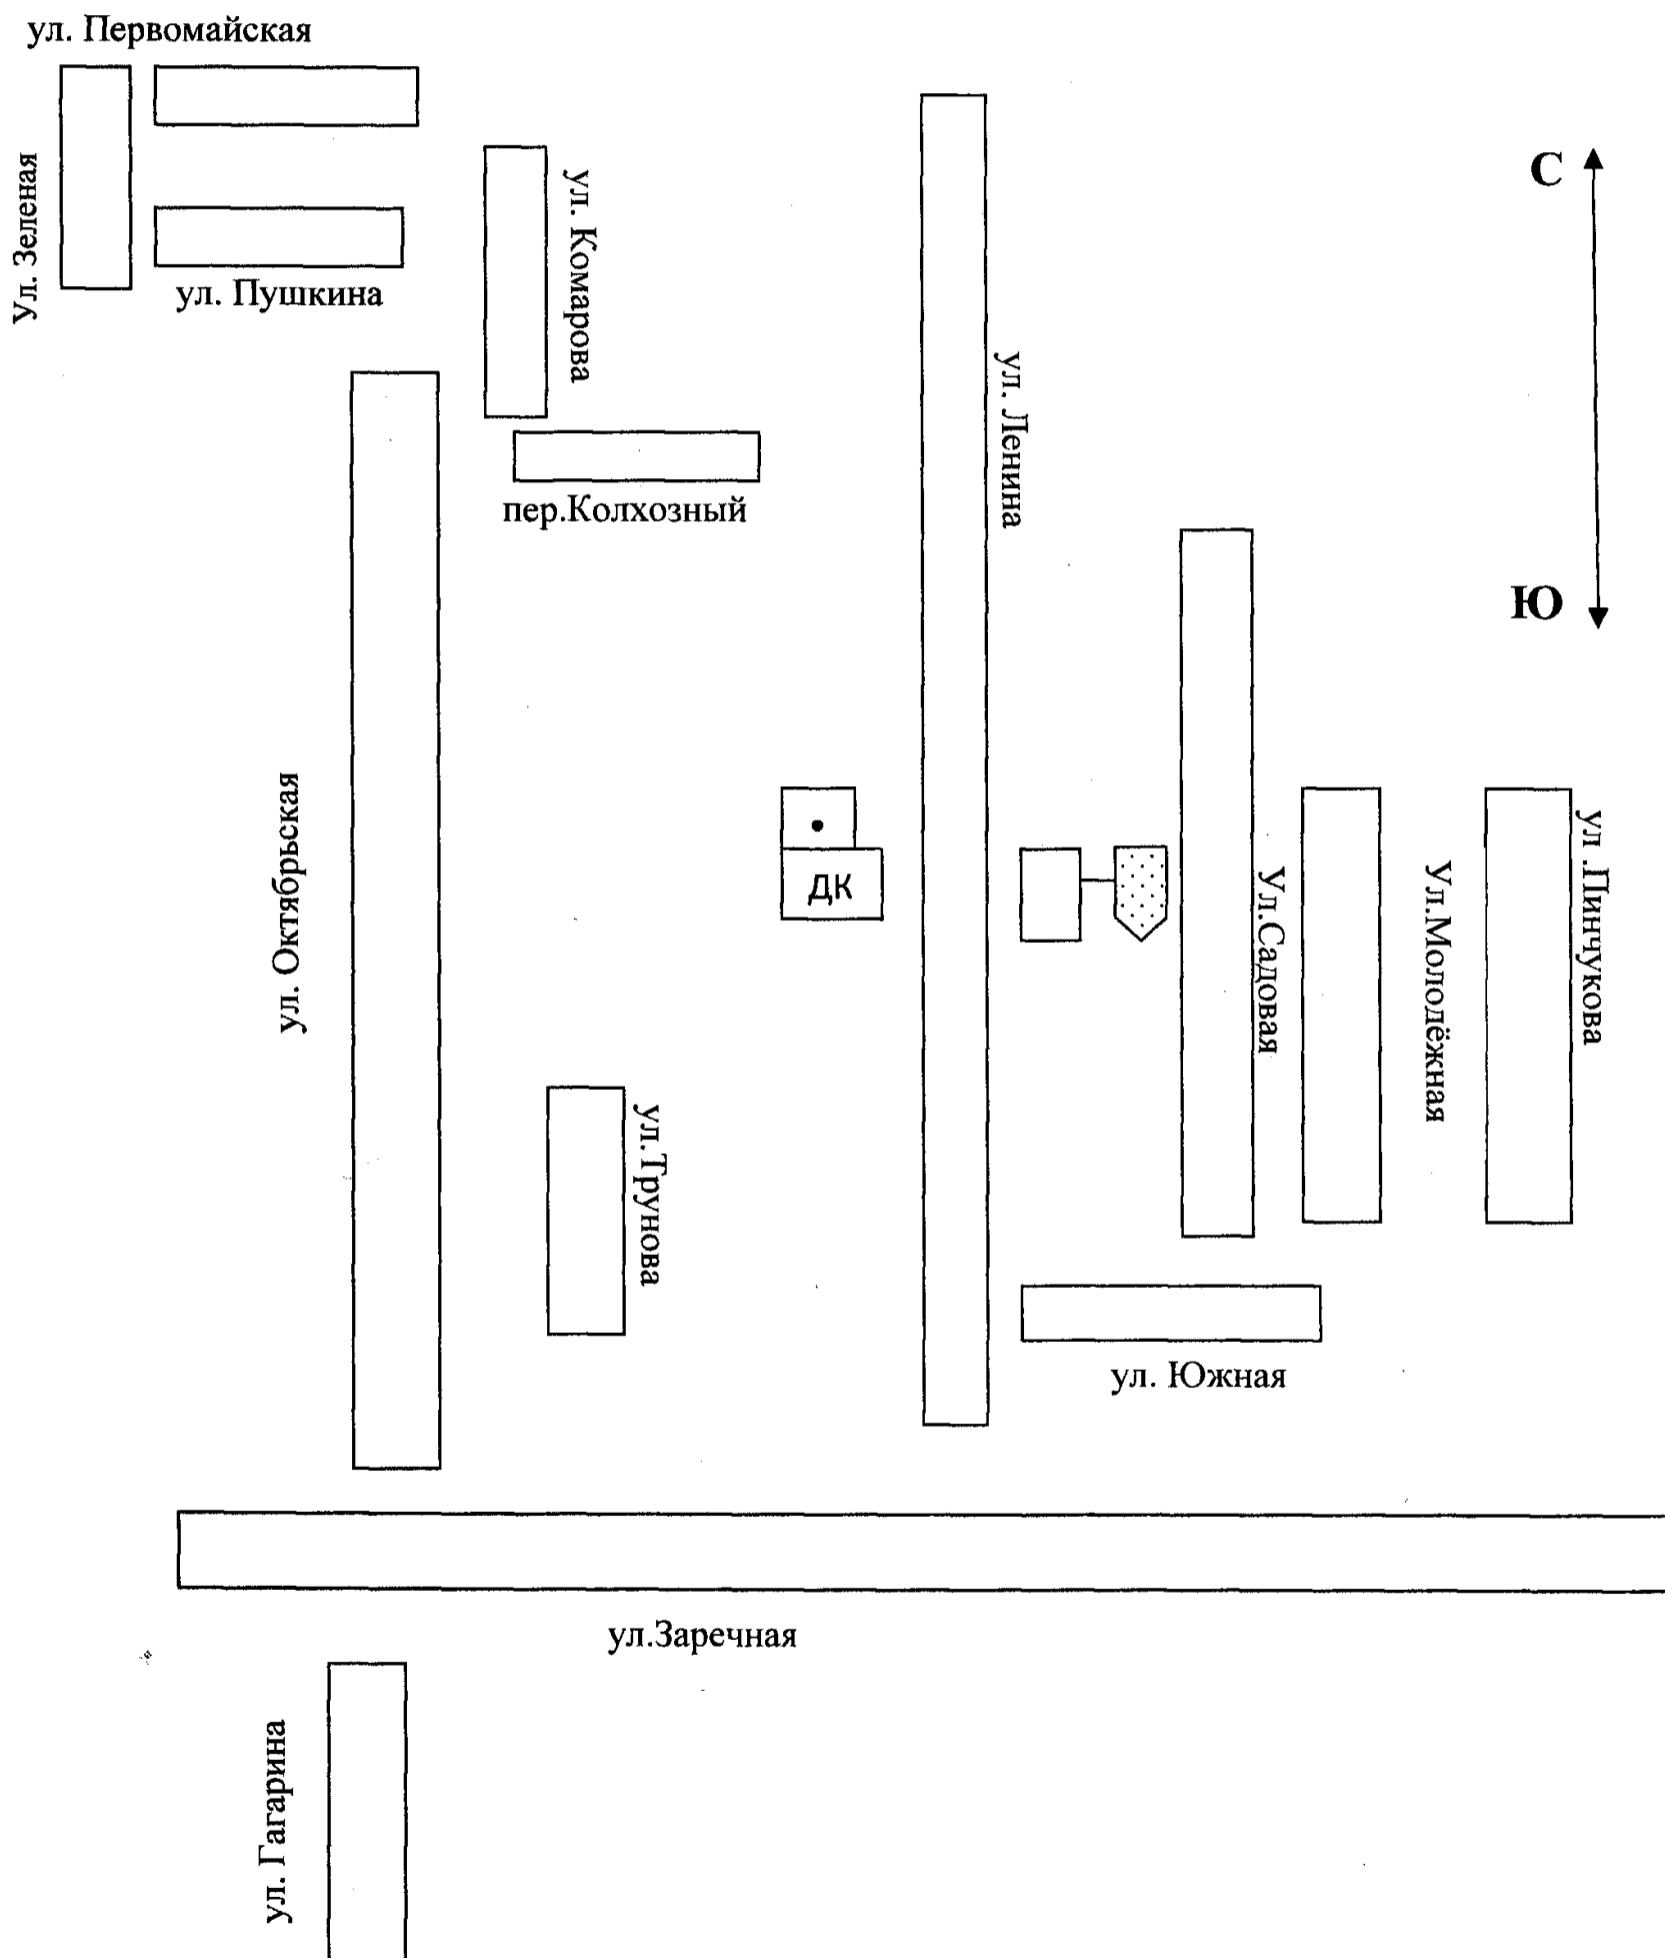 ул. Первомайская
Ул. Зеленая
ул. Пушкина
ул. Комарова
пер.Колхозный
ул. Ленина
С
Ю
ул. Октябрьская
ДК
Ул.Садовая
Ул.Молодёжная
ул .Пинчукова
ул.Трунова
ул. Южная
ул.Заречная
ул. Гагарина